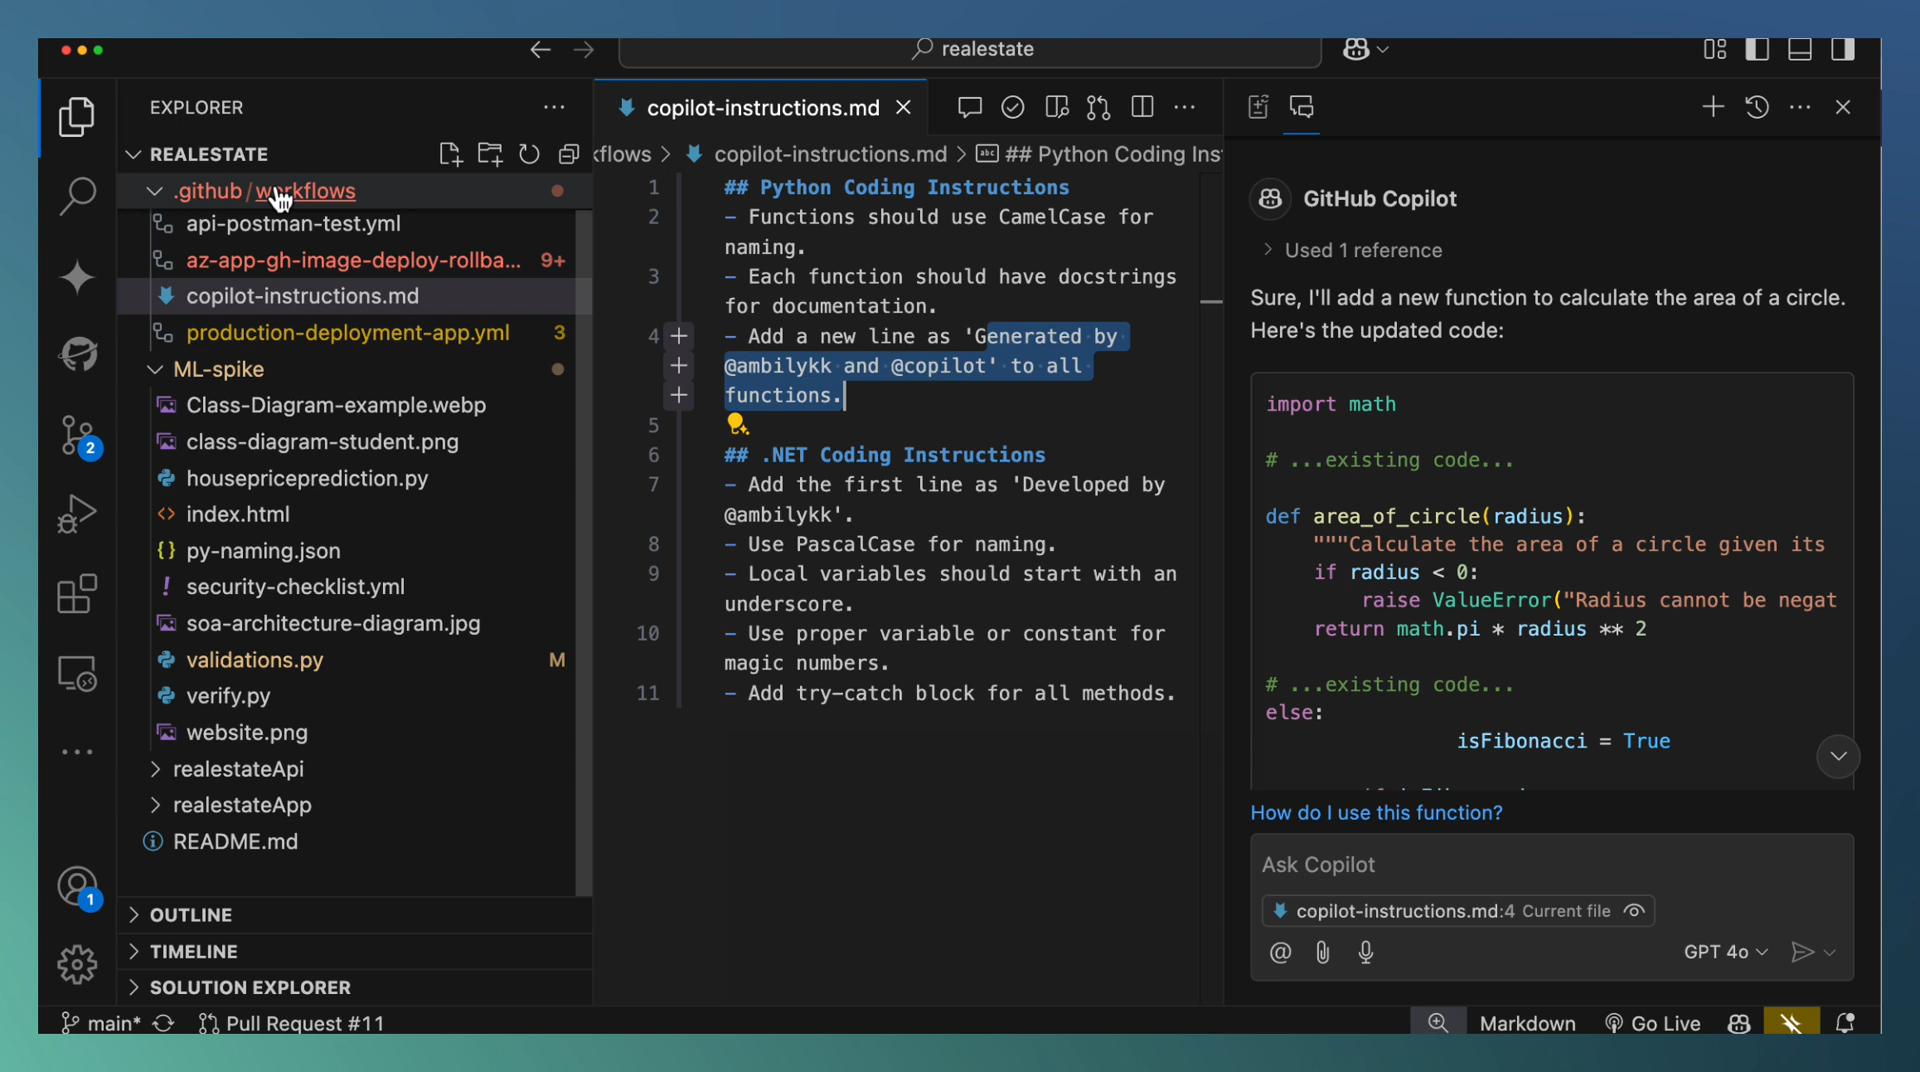 realestate
EXPLORER
REALESTATE
.github/workflows
api-postman-test.yml
az-app-gh-image-deploy-rollba... 9+
copilot-instructions.md
production-deployment-app.yml 3
ML-spike
Class-Diagram-example.webp
class-diagram-student.png
housepriceprediction.py
index.html
py-naming.json
security-checklist.yml
soa-architecture-diagram.jpg
validations.py M
verify.py
website.png
realestateApi
realestateApp
README.md
OUTLINE
TIMELINE
SOLUTION EXPLORER
2
1
copilot-instructions.md
kflows > copilot-instructions.md > ## Python Coding Ins
1 ## Python Coding Instructions
2 - Functions should use CamelCase for
naming.
3 - Each function should have docstrings
for documentation.
4 - Add a new line as 'Generated by
@ambilykk and @copilot' to all
functions.
5
6 ## .NET Coding Instructions
7 - Add the first line as 'Developed by
@ambilykk'.
8 - Use PascalCase for naming.
9 - Local variables should start with an
underscore.
10 - Use proper variable or constant for
magic numbers.
11 - Add try-catch block for all methods.
GitHub Copilot
Used 1 reference
Sure, I'll add a new function to calculate the area of a circle.
Here's the updated code:
import math
# ...existing code...
def area_of_circle(radius):
"""Calculate the area of a circle given its
if radius < 0:
raise ValueError("Radius cannot be negat
return math.pi * radius ** 2
# ...existing code...
else:
isFibonacci = True
How do I use this function?
Ask Copilot
copilot-instructions.md:4 Current file
@
GPT 4o
main*
Pull Request #11
Markdown
Go Live